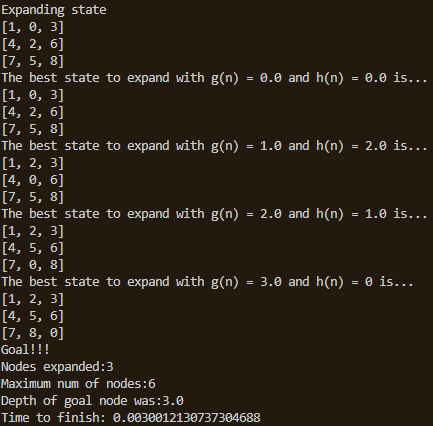 Expanding state
[1, 0, 3]
[4, 2, 6]
[7, 5, 8]
The best state to expand with g(n) = 0.0 and h(n) = 0.0 is...
[1, 0, 3]
[4, 2, 6]
[7, 5, 8]
The best state to expand with g(n) = 1.0 and h(n) = 2.0 is...
[1, 2, 3]
[4, 0, 6]
[7, 5, 8]
The best state to expand with g(n) = 2.0 and h(n) = 1.0 is...
[1, 2, 3]
[4, 5, 6]
[7, 0, 8]
The best state to expand with g(n) = 3.0 and h(n) = 0 is...
[1, 2, 3]
[4, 5, 6]
[7, 8, 0]
Goal!!!
Nodes expanded:3
Maximum num of nodes:6
Depth of goal node was:3.0
Time to finish: 0.0030012130737304688